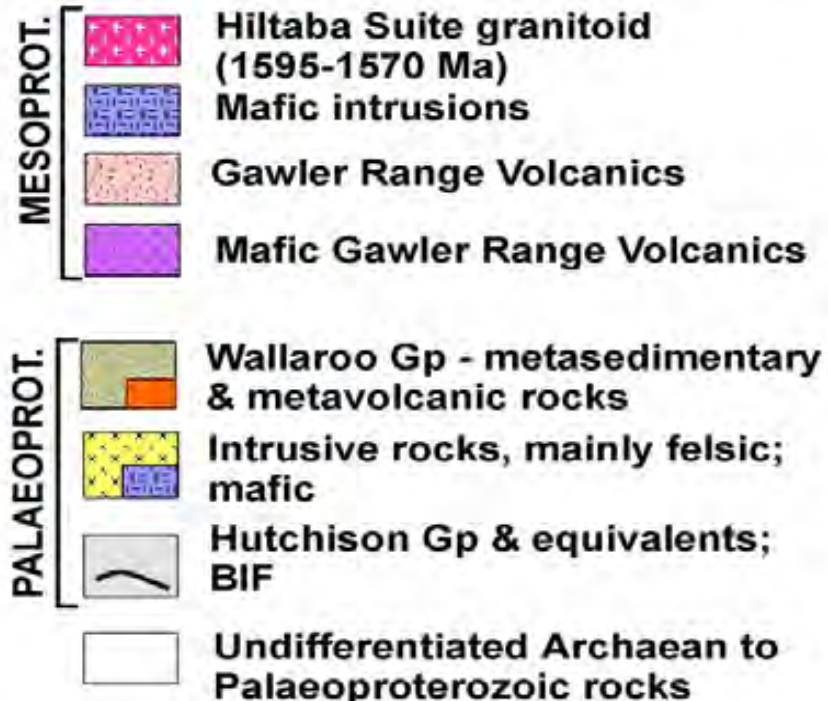 MESOPROT.
Hiltaba Suite granitoid
(1595-1570 Ma)
Mafic intrusions
Gawler Range Volcanics
Mafic Gawler Range Volcanics
PALAEOPROT.
Wallaroo Gp - metasedimentary
& metavolcanic rocks
Intrusive rocks, mainly felsic;
mafic
Hutchison Gp & equivalents;
BIF
Undifferentiated Archaean to
Palaeoproterozoic rocks